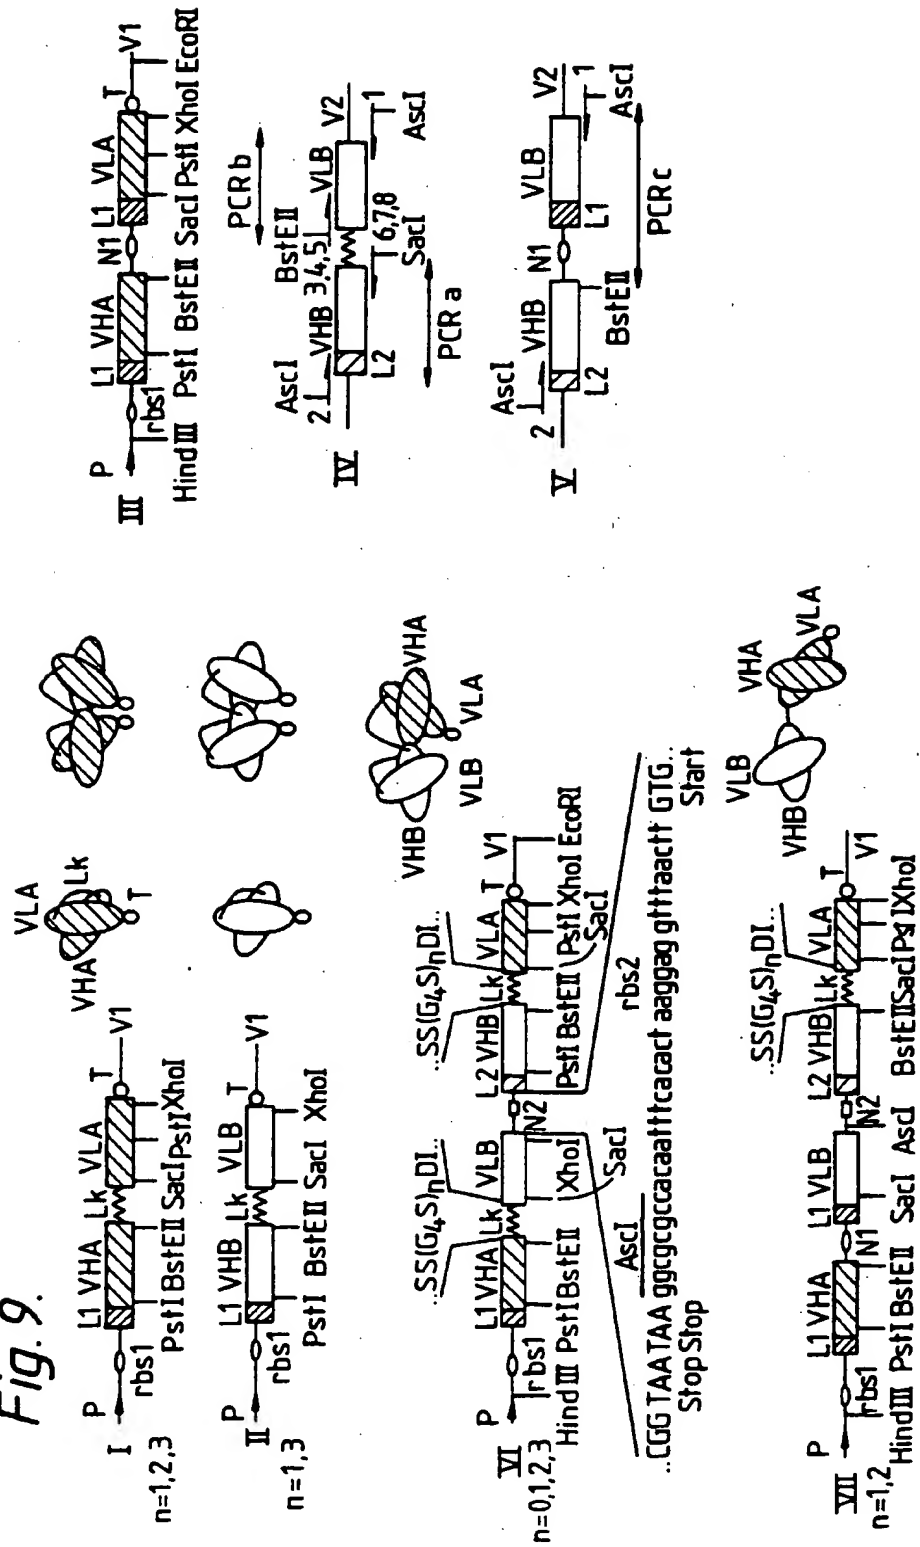 Fig. 9.
P L1 VHA Lk VLA T V1
rbs1
I PstI BstEII SacI PstI XhoI
n=1,2,3
VLA
VHA
Lk
T
P L1 VHB Lk VLB T V1
rbs1
II PstI BstEII SacI XhoI
n=1,3
P L1 VHA N1 L1 VLA T V1
rbs1
III HindIII PstI BstEII SacI PstI XhoI EcoRI
PCR b
AscI BstEII
2 VHB 3,4,5 VLB V2
IV
L2 6,7,8 1
SacI AscI
PCR a
AscI
2 VHB N1 VLB V2
V
L2 L1 1
BstEII AscI
PCR c
...SS(G4S)nDI... ...SS(G4S)nDI...
P L1 VHA Lk VLB L2 VHB Lk VLA T V1
rbs1 N2
VI HindIII PstI BstEII XhoI PstI BstEII PstI XhoI EcoRI
n=0,1,2,3
SacI SacI
VHB
VLB
VHA
VLA
AscI rbs2
..CGG TAA TAA ggcgcgccacaatttcacact aaggag gtttaactt GTG..
Stop Stop Start
...SS(G4S)nDI...
P L1 VHA N1 L1 VLB N2 L2 VHB Lk VLA T V1
rbs1
VII HindIII PstI BstEII SacI AscI BstEII SacI PsI XhoI
n=1,2
VLB
VHB
VHA
VLA